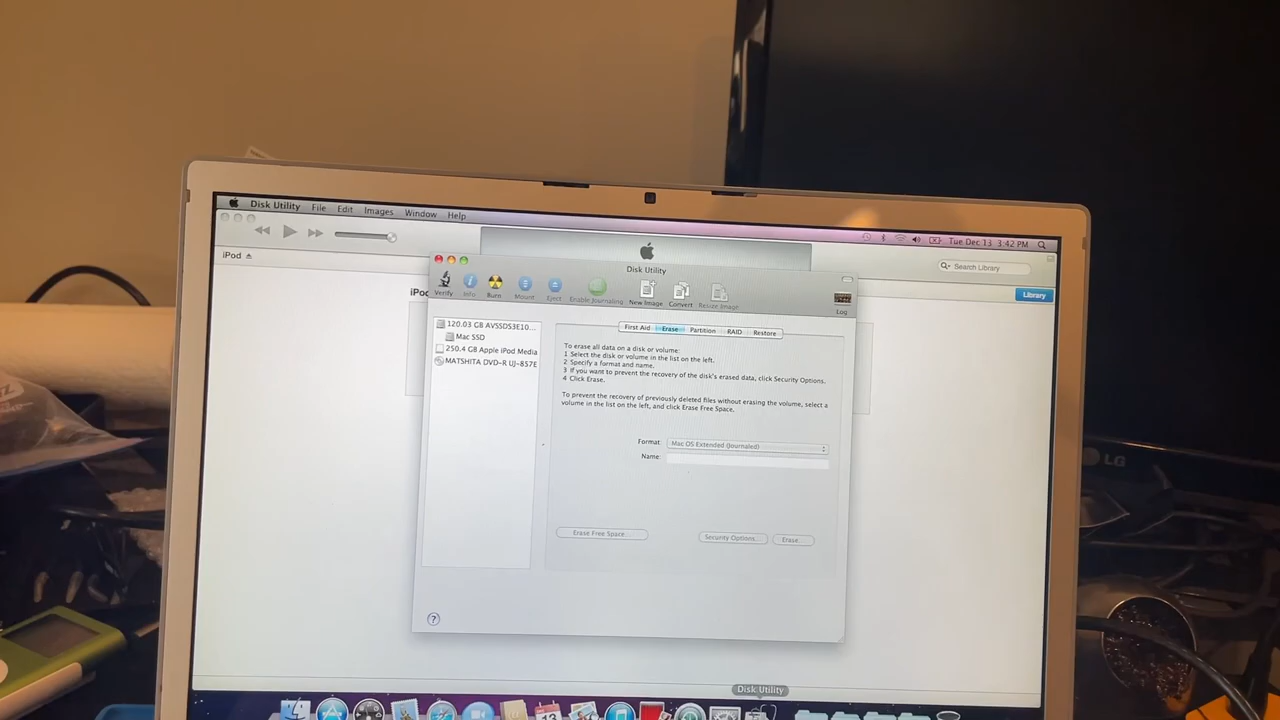 Disk Utility File Edit Images Window Help
Tue Dec 13 3:42 PM
iPod
Search Library
Library
Disk Utility
Verify Info Burn Mount Eject Enable Journaling New Image Convert Resize Image
Log
120.03 GB AVSSDS3E10...
Mac SSD
250.4 GB Apple iPod Media
MATSHITA DVD-R UJ-857E
First Aid Erase Partition RAID Restore
To erase all data on a disk or volume:
1 Select the disk or volume in the list on the left.
2 Specify a format and name.
3 If you want to prevent the recovery of the disk's erased data, click Security Options.
4 Click Erase.
To prevent the recovery of previously deleted files without erasing the volume, select a
volume in the list on the left, and click Erase Free Space.
Format: Mac OS Extended (Journaled)
Name:
Erase Free Space...
Security Options...
Erase...
?
LG
Disk Utility
13